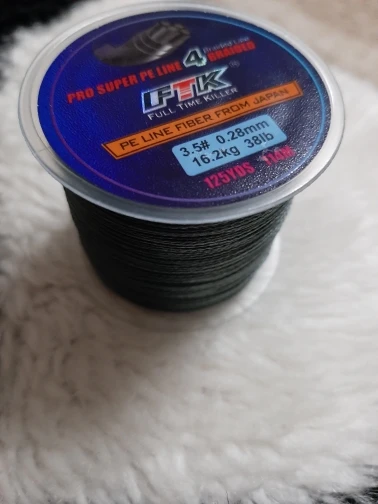 PRO SUPER PE LINE 4 BRAIDED
FTK
FULL TIME KILLER
PE LINE FIBER FROM JAPAN
3.5# 0.28mm
16.2kg 38lb
125YDS 114M